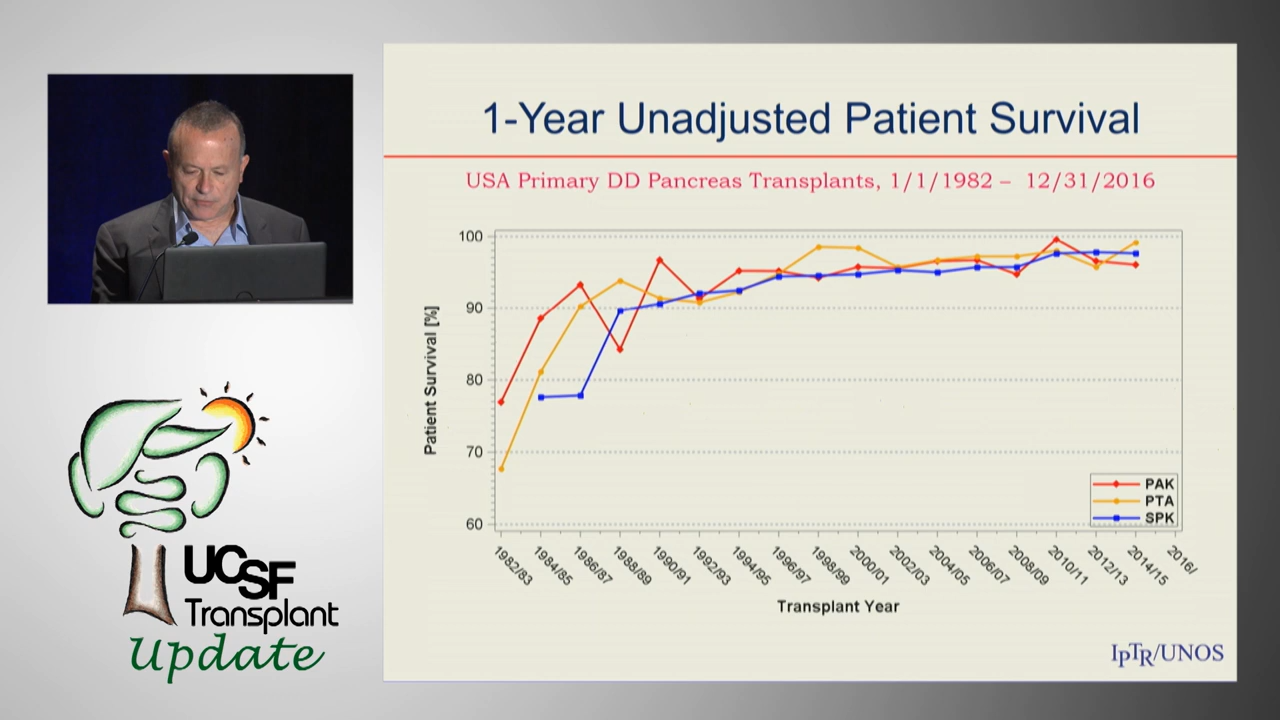 1-Year Unadjusted Patient Survival
USA Primary DD Pancreas Transplants, 1/1/1982 – 12/31/2016
Patient Survival [%]
100
90
80
70
60
PAK
PTA
SPK
1982/83
1984/85
1986/87
1988/89
1990/91
1992/93
1994/95
1996/97
1998/99
2000/01
2002/03
2004/05
2006/07
2008/09
2010/11
2012/13
2014/15
2016/
Transplant Year
IPTR/UNOS
UCSF
Transplant
Update